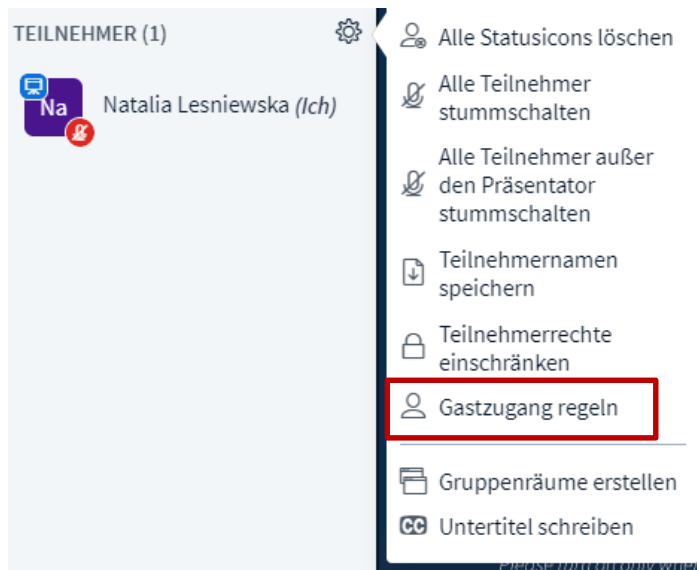 TEILNEHMER (1)
Na
Natalia Lesniewska (Ich)
Alle Statusicons löschen
Alle Teilnehmer
stummschalten
Alle Teilnehmer außer
den Präsentator
stummschalten
Teilnehmernamen
speichern
Teilnehmerrechte
einschränken
Gastzugang regeln
Gruppenräume erstellen
CC Untertitel schreiben